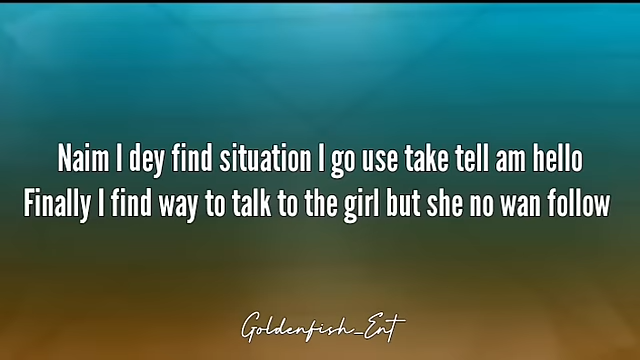 Naim I dey find situation I go use take tell am hello
Finally I find way to talk to the girl but she no wan follow
Goldenfish_Ent